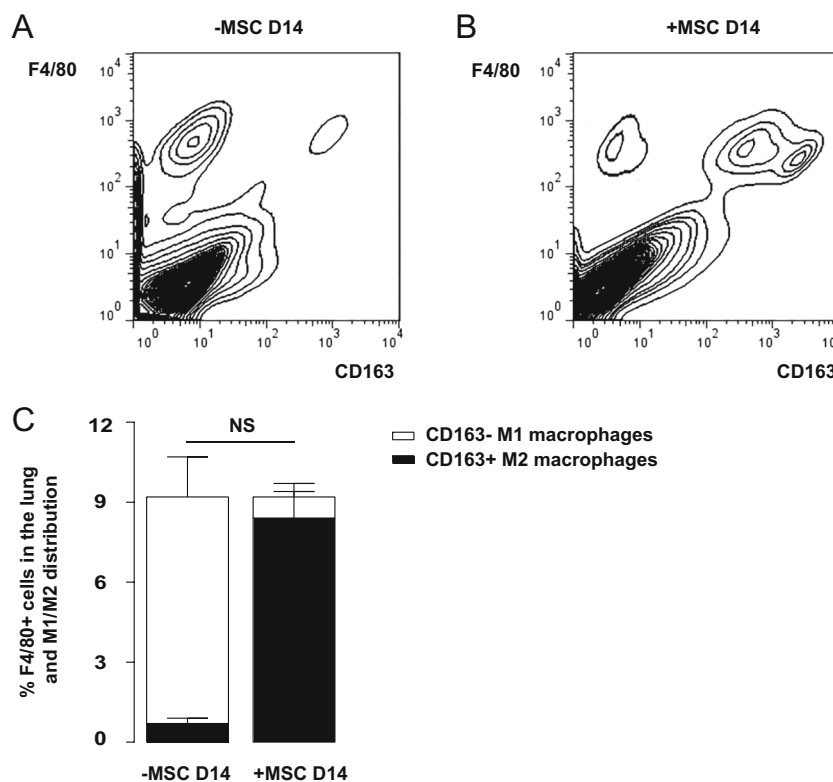 A
-MSC D14
F4/80
10^4
10^3
10^2
10^1
10^0
10^0 10^1 10^2 10^3 10^4
CD163
B
+MSC D14
F4/80
10^4
10^3
10^2
10^1
10^0
10^0 10^1 10^2 10^3
CD163
C
% F4/80+ cells in the lung
and M1/M2 distribution
12
9
6
3
0
NS
-MSC D14 +MSC D14
CD163- M1 macrophages
CD163+ M2 macrophages